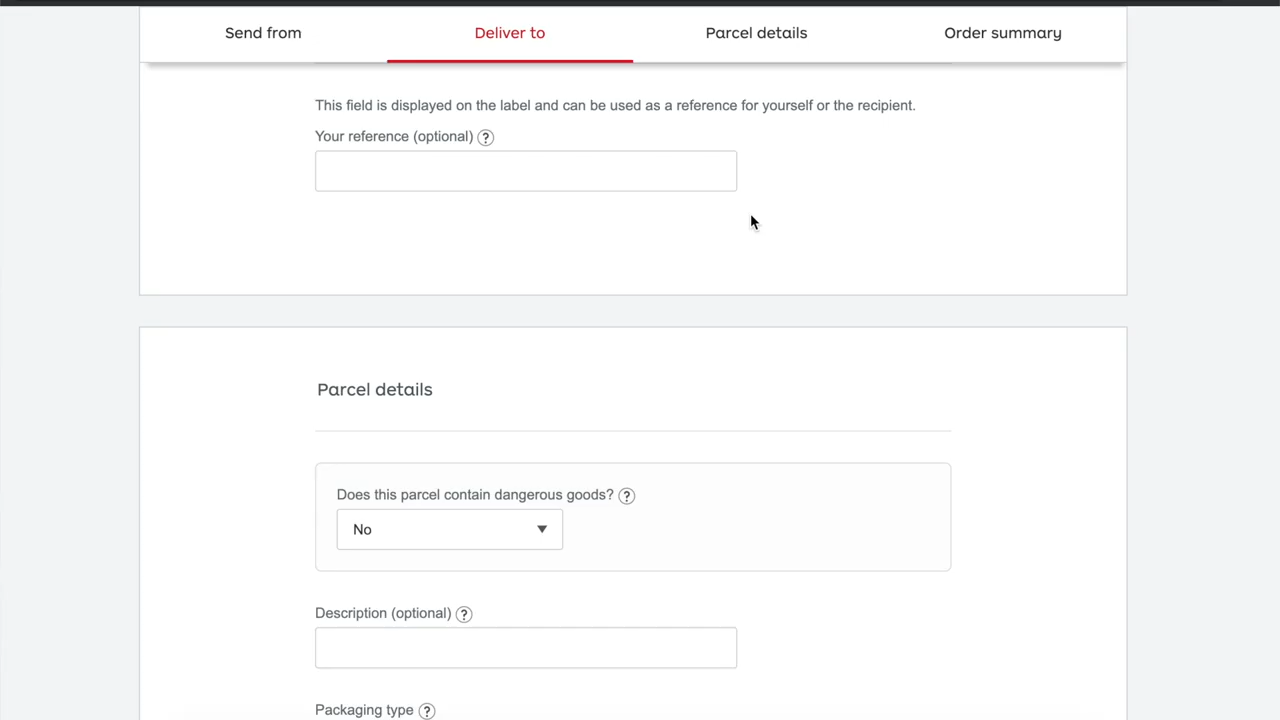 Send from
Deliver to
Parcel details
Order summary
This field is displayed on the label and can be used as a reference for yourself or the recipient.
Your reference (optional) ?
Parcel details
Does this parcel contain dangerous goods? ?
No
Description (optional) ?
Packaging type ?